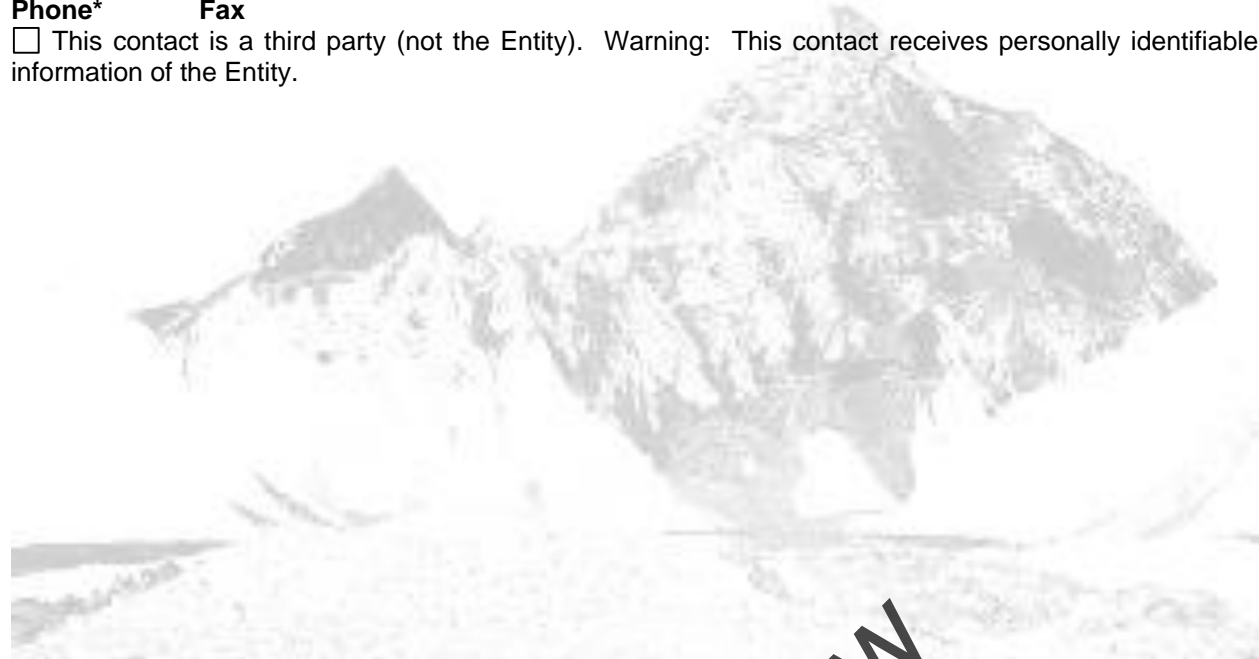 Phone* Fax
☐ This contact is a third party (not the Entity). Warning: This contact receives personally identifiable
information of the Entity.
W